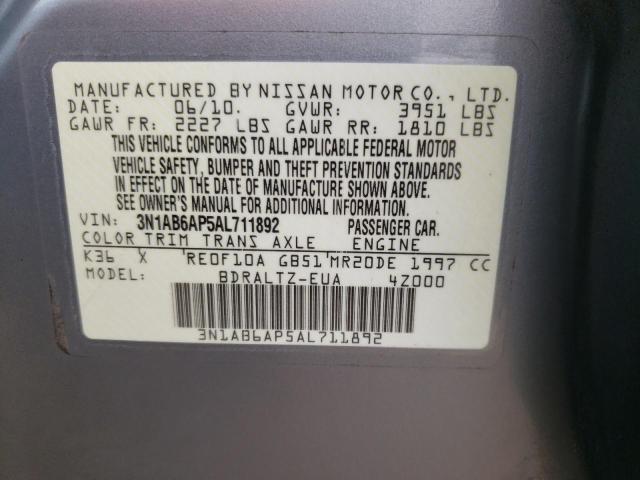 MANUFACTURED BY NISSAN MOTOR CO., LTD.
DATE: 06/10. GVWR: 3951 LBS
GAWR FR: 2227 LBS GAWR RR: 1810 LBS
THIS VEHICLE CONFORMS TO ALL APPLICABLE FEDERAL MOTOR
VEHICLE SAFETY, BUMPER AND THEFT PREVENTION STANDARDS
IN EFFECT ON THE DATE OF MANUFACTURE SHOWN ABOVE.
SEE OWNER'S MANUAL FOR ADDITIONAL INFORMATION.
VIN: 3N1AB6AP5AL711892 PASSENGER CAR.
COLOR TRIM TRANS AXLE ENGINE
K36 X 'RE0F10A GB51'MR20DE 1997 CC
MODEL: BDRALTZ-EUA 4Z000
3N1AB6AP5AL711892